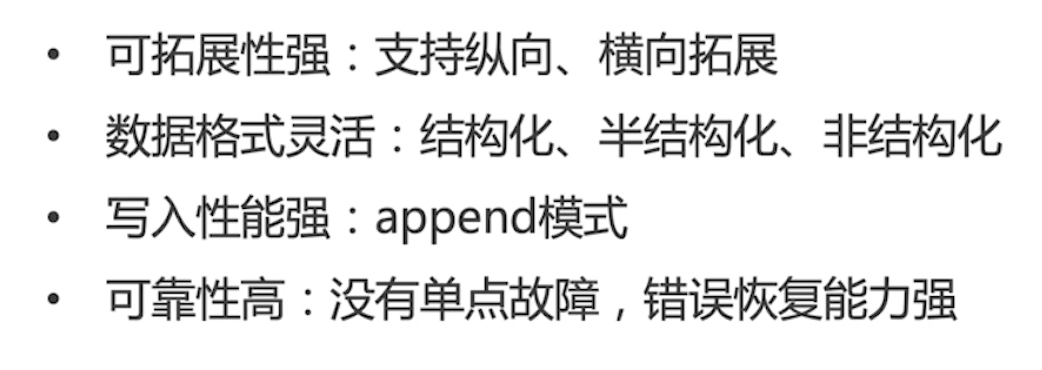 • 可拓展性强：支持纵向、横向拓展
• 数据格式灵活：结构化、半结构化、非结构化
• 写入性能强：append模式
• 可靠性高：没有单点故障，错误恢复能力强